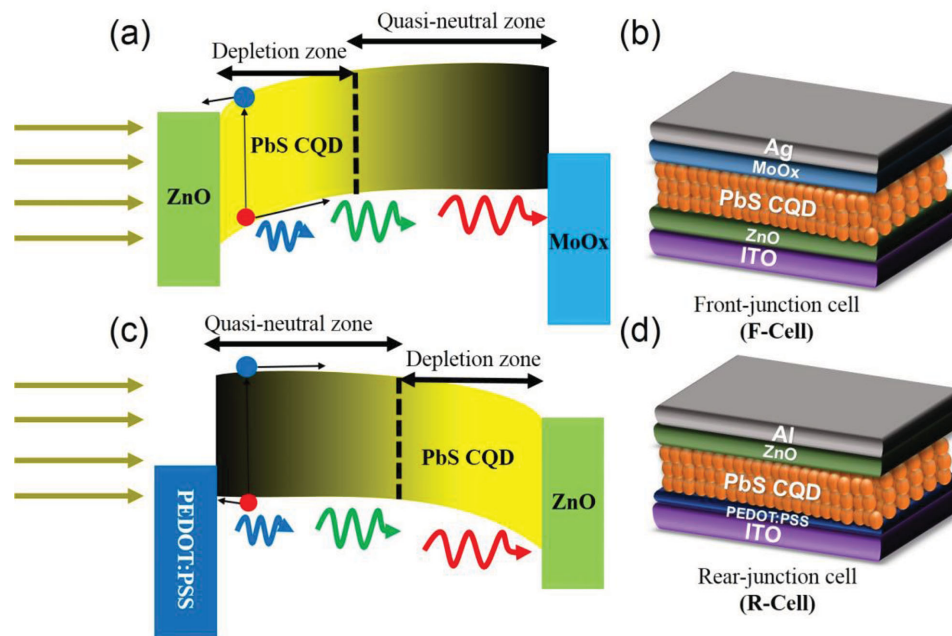 (a)
Quasi-neutral zone
Depletion zone
ZnO
PbS CQD
MoOx
(b)
Ag
MoOx
PbS CQD
ZnO
ITO
Front-junction cell
(F-Cell)
(c)
Quasi-neutral zone
Depletion zone
PEDOT:PSS
PbS CQD
ZnO
(d)
Al
ZnO
PbS CQD
PEDOT:PSS
ITO
Rear-junction cell
(R-Cell)